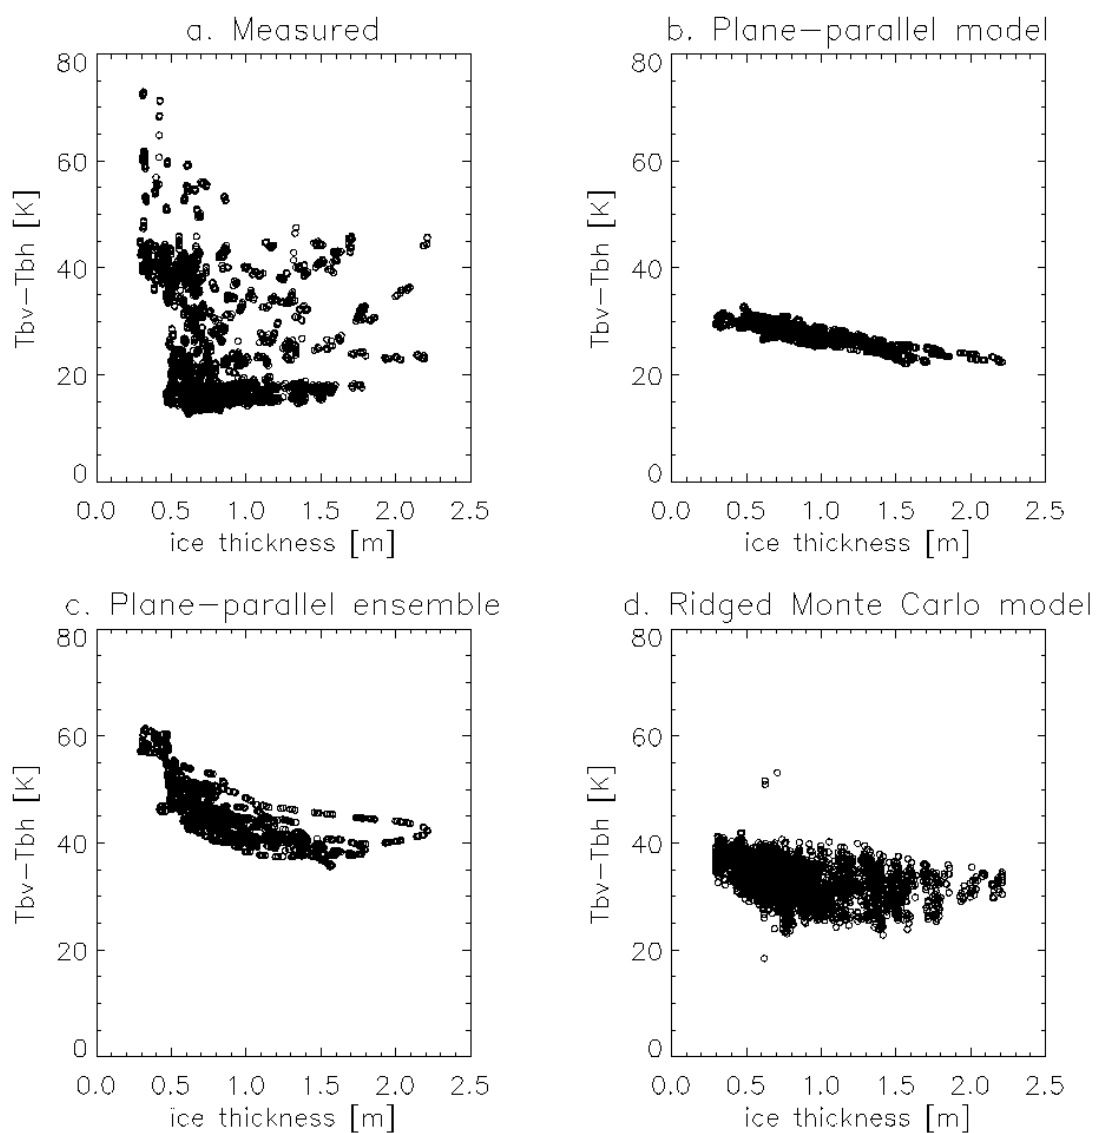 a. Measured
80
60
40
20
0
Tbv-Tbh [K]
0.0 0.5 1.0 1.5 2.0 2.5
ice thickness [m]
b. Plane-parallel model
80
60
40
20
0
Tbv-Tbh [K]
0.0 0.5 1.0 1.5 2.0 2.5
ice thickness [m]
c. Plane-parallel ensemble
80
60
40
20
0
Tbv-Tbh [K]
0.0 0.5 1.0 1.5 2.0 2.5
ice thickness [m]
d. Ridged Monte Carlo model
80
60
40
20
0
Tbv-Tbh [K]
0.0 0.5 1.0 1.5 2.0 2.5
ice thickness [m]